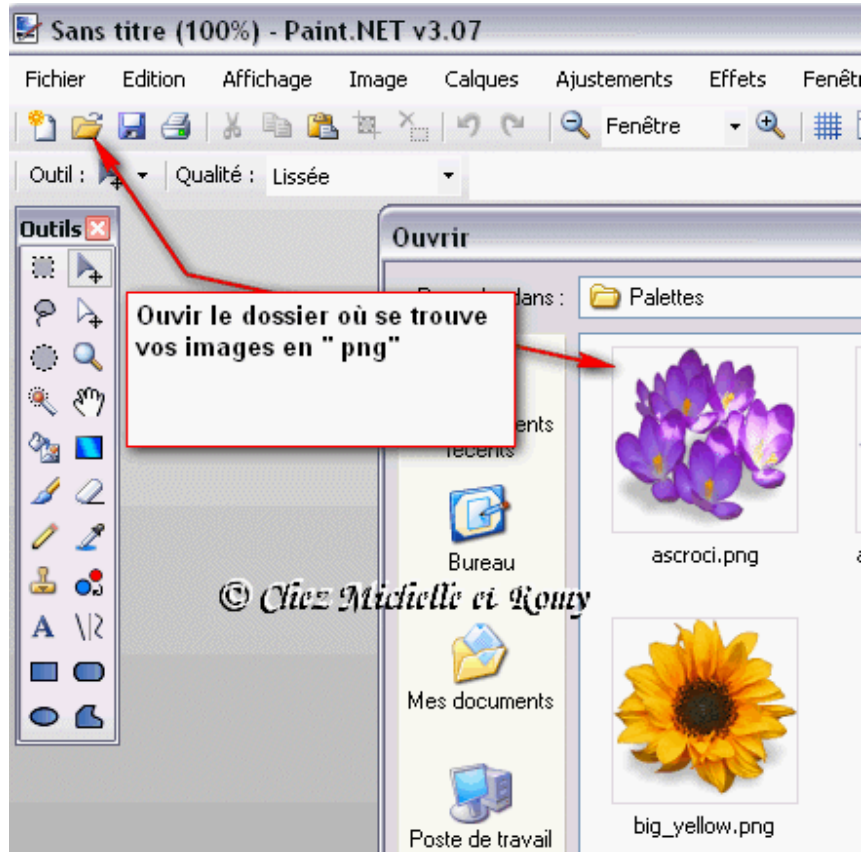 Sans titre (100%) - Paint.NET v3.07
Fichier Edition Affichage Image Calques Ajustements Effets Fenêtr
Fenêtre
Outil : Qualité : Lissée
Outils
Ouvrir
dans : Palettes
Ouvir le dossier où se trouve
vos images en " png"
ents
récents
ascroci.png
Bureau
© Chez Michelle et Romy
Mes documents
big_yellow.png
Poste de travail